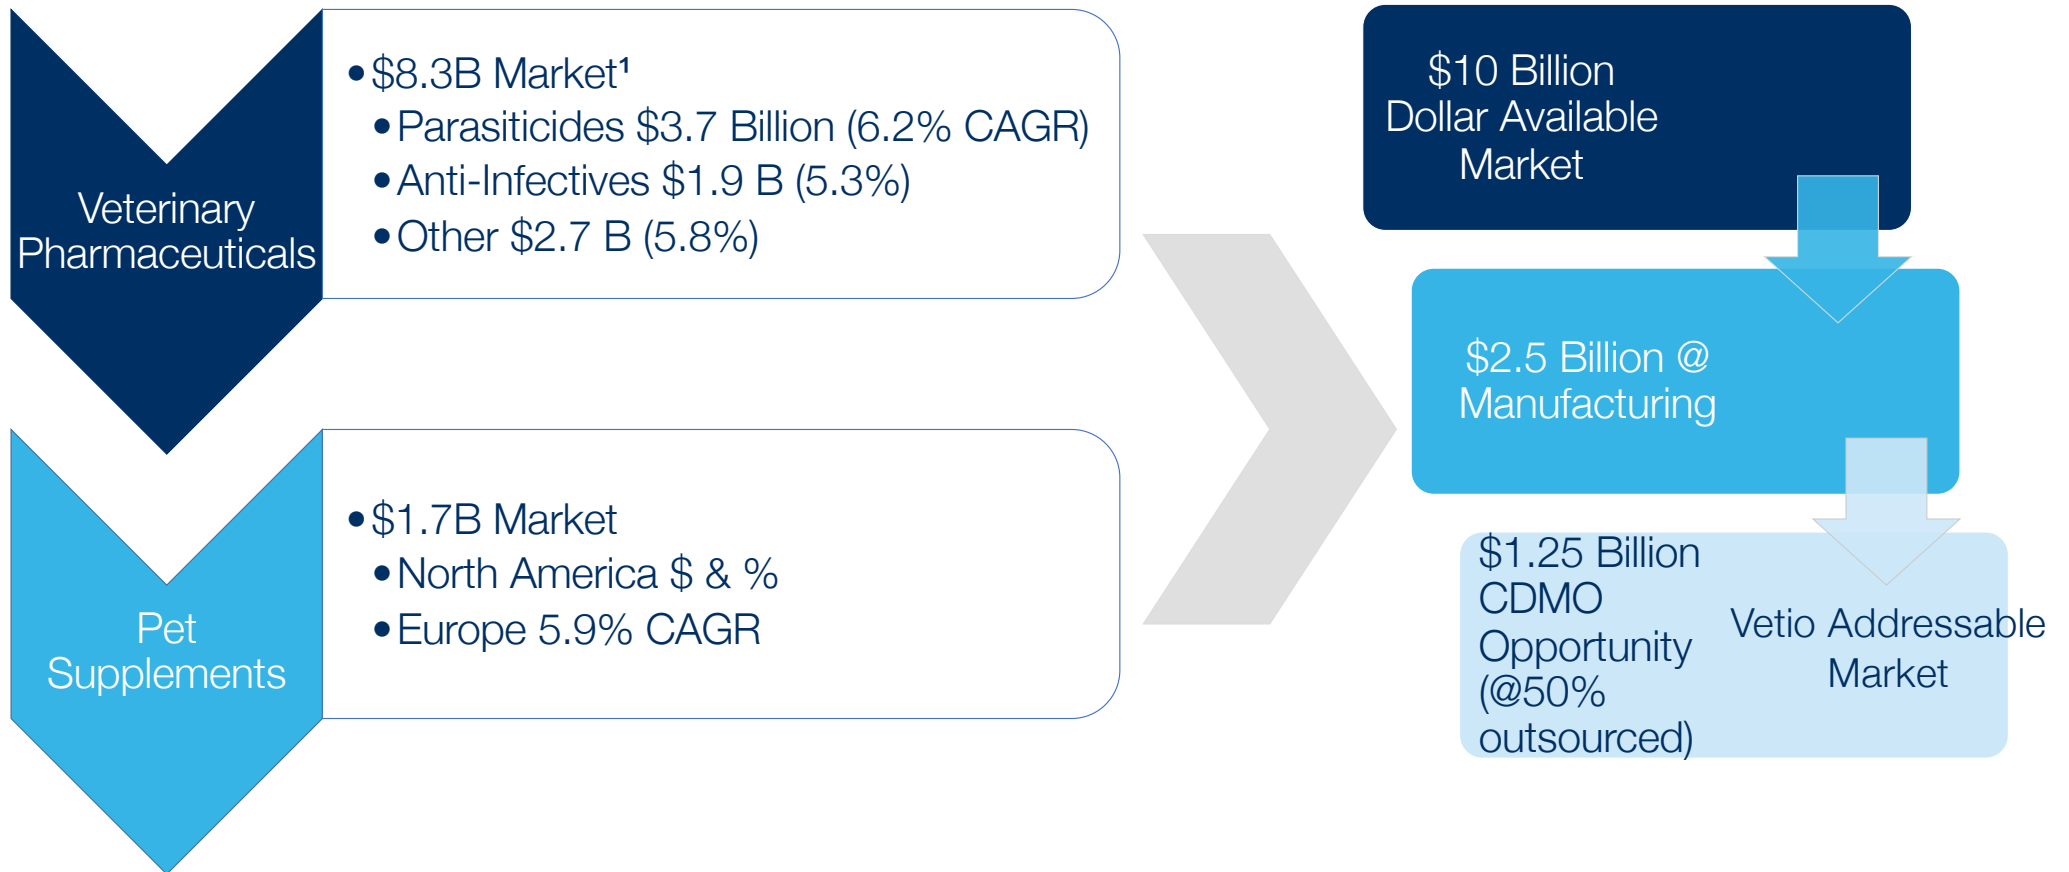 Veterinary
Pharmaceuticals
•$8.3B Market¹
•Parasiticides $3.7 Billion (6.2% CAGR)
•Anti-Infectives $1.9 B (5.3%)
•Other $2.7 B (5.8%)
Pet
Supplements
•$1.7B Market
•North America $ & %
•Europe 5.9% CAGR
$10 Billion
Dollar Available
Market
$2.5 Billion @
Manufacturing
$1.25 Billion
CDMO
Opportunity
(@50%
outsourced)
Vetio Addressable
Market